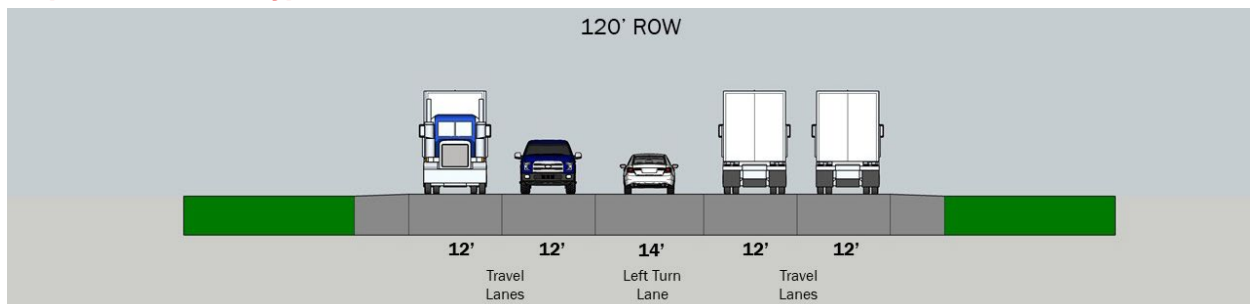 120’ ROW
12’ 12’ 14’ 12’ 12’
Travel Left Turn Travel
Lanes Lane Lanes